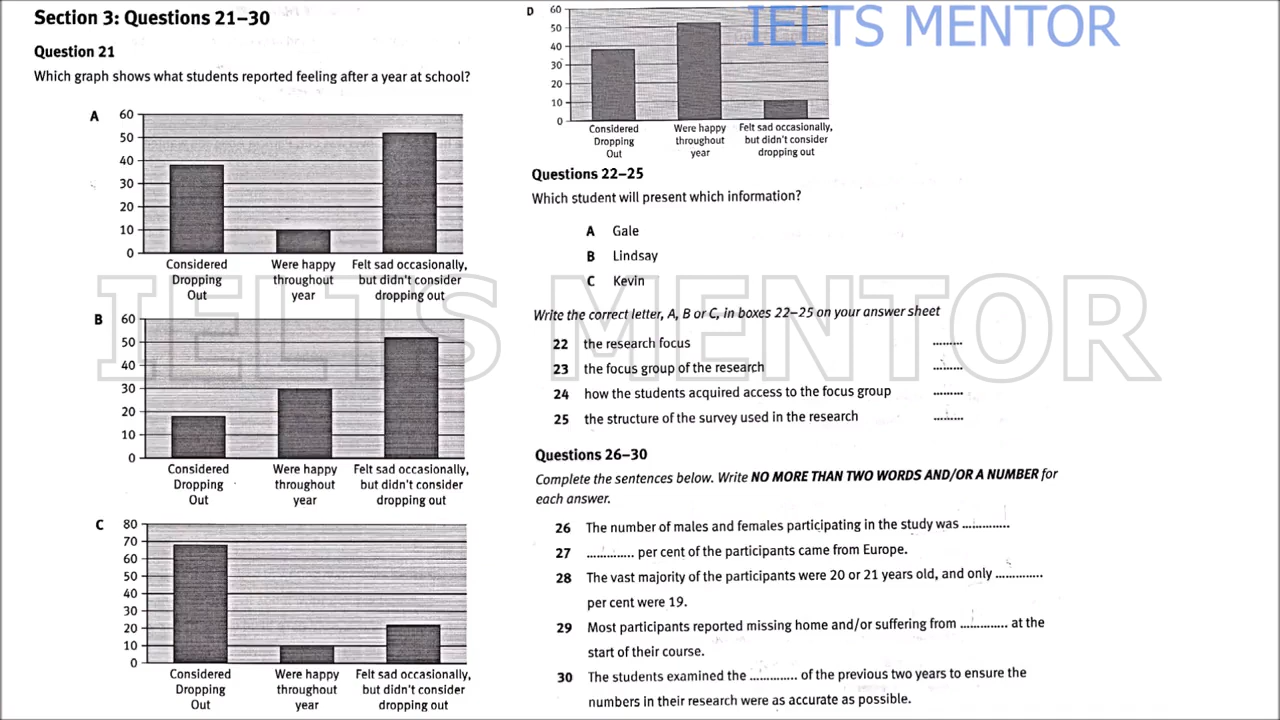 Section 3: Questions 21–30
Question 21
Which graph shows what students reported feeling after a year at school?
A
60
50
40
30
20
10
0
Considered
Dropping
Out
Were happy
throughout
year
Felt sad occasionally,
but didn't consider
dropping out
B
60
50
40
30
20
10
0
Considered
Dropping
Out
Were happy
throughout
year
Felt sad occasionally,
but didn't consider
dropping out
C
80
70
60
50
40
30
20
10
0
Considered
Dropping
Out
Were happy
throughout
year
Felt sad occasionally,
but didn't consider
dropping out
D
60
50
40
30
20
10
0
Considered
Dropping
Out
Were happy
throughout
year
Felt sad occasionally,
but didn't consider
dropping out
IELTS MENTOR
Questions 22–25
Which student will present which information?
A Gale
B Lindsay
C Kevin
Write the correct letter, A, B or C, in boxes 22–25 on your answer sheet
22 the research focus .........
23 the focus group of the research .........
24 how the students acquired access to the focus group .........
25 the structure of the survey used in the research .........
Questions 26–30
Complete the sentences below. Write NO MORE THAN TWO WORDS AND/OR A NUMBER for
each answer.
26 The number of males and females participating in the study was .............
27 ............. per cent of the participants came from Europe.
28 The vast majority of the participants were 20 or 21 years old, and only .............
per cent were 19.
29 Most participants reported missing home and/or suffering from ............. at the
start of their course.
30 The students examined the ............. of the previous two years to ensure the
numbers in their research were as accurate as possible.
IELTS MENTOR